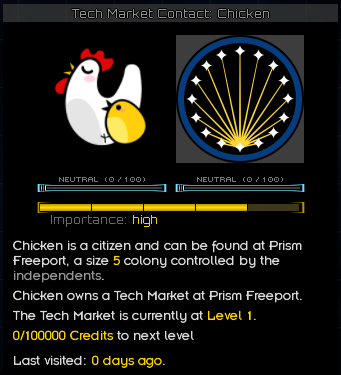 Tech Market Contact: Chicken
NEUTRAL (0 / 100)
NEUTRAL (0 / 100)
Importance: high
Chicken is a citizen and can be found at Prism
Freeport, a size 5 colony controlled by the
independents.
Chicken owns a Tech Market at Prism Freeport.
The Tech Market is currently at Level 1.
0/100000 Credits to next level
Last visited: 0 days ago.